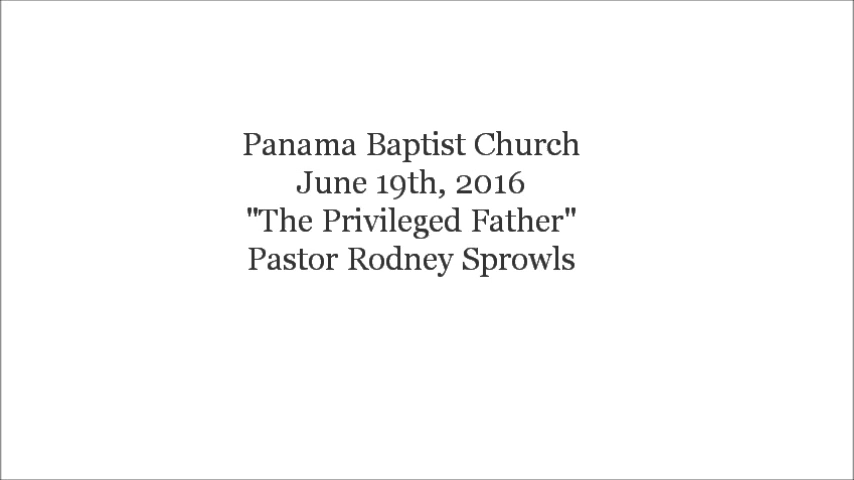 Panama Baptist Church
June 19th, 2016
"The Privileged Father"
Pastor Rodney Sprowls